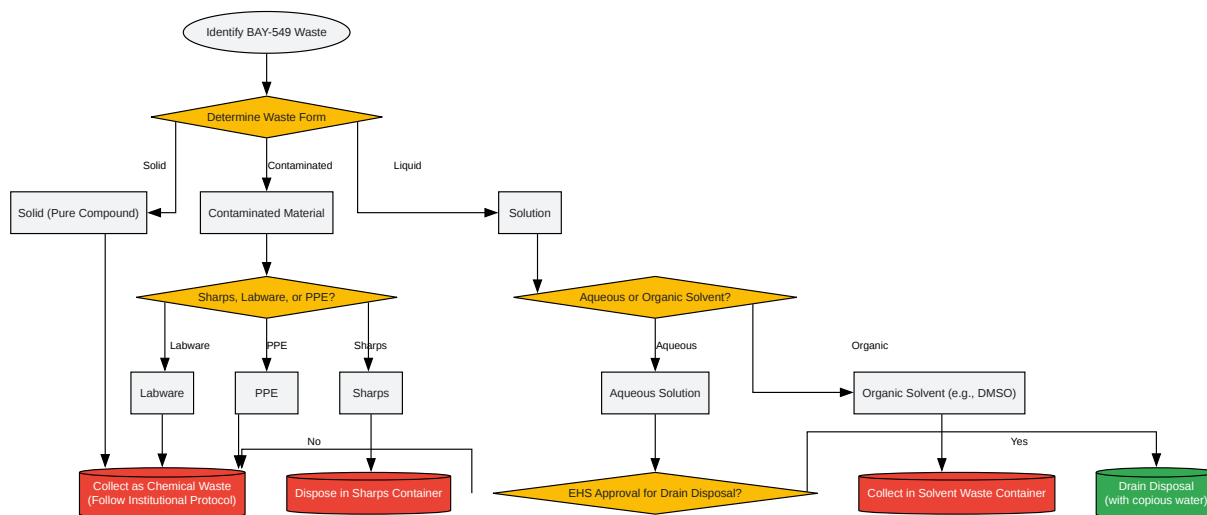 Identify BAY-549 Waste
Determine Waste Form
Solid
Contaminated
Liquid
Solid (Pure Compound)
Contaminated Material
Solution
Sharps, Labware, or PPE?
Aqueous or Organic Solvent?
Labware
PPE
Sharps
Aqueous
Organic
Labware
PPE
Sharps
Aqueous Solution
Organic Solvent (e.g., DMSO)
No
Yes
Collect as Chemical Waste
(Follow Institutional Protocol)
Dispose in Sharps Container
EHS Approval for Drain Disposal?
Collect in Solvent Waste Container
Drain Disposal
(with copious water)